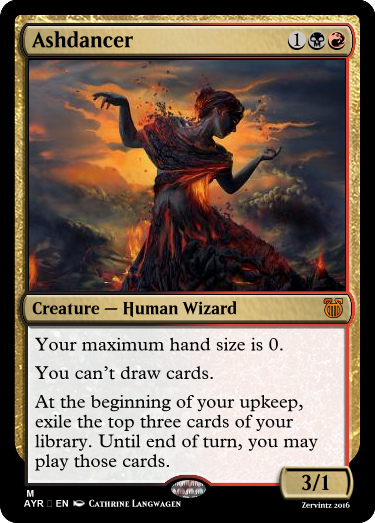 Ashdancer
1
Creature — Human Wizard
Your maximum hand size is 0.
You can't draw cards.
At the beginning of your upkeep,
exile the top three cards of your
library. Until end of turn, you may
play those cards.
3/1
M
AYR EN CATHRINE LANGWAGEN
Zervintz 2016